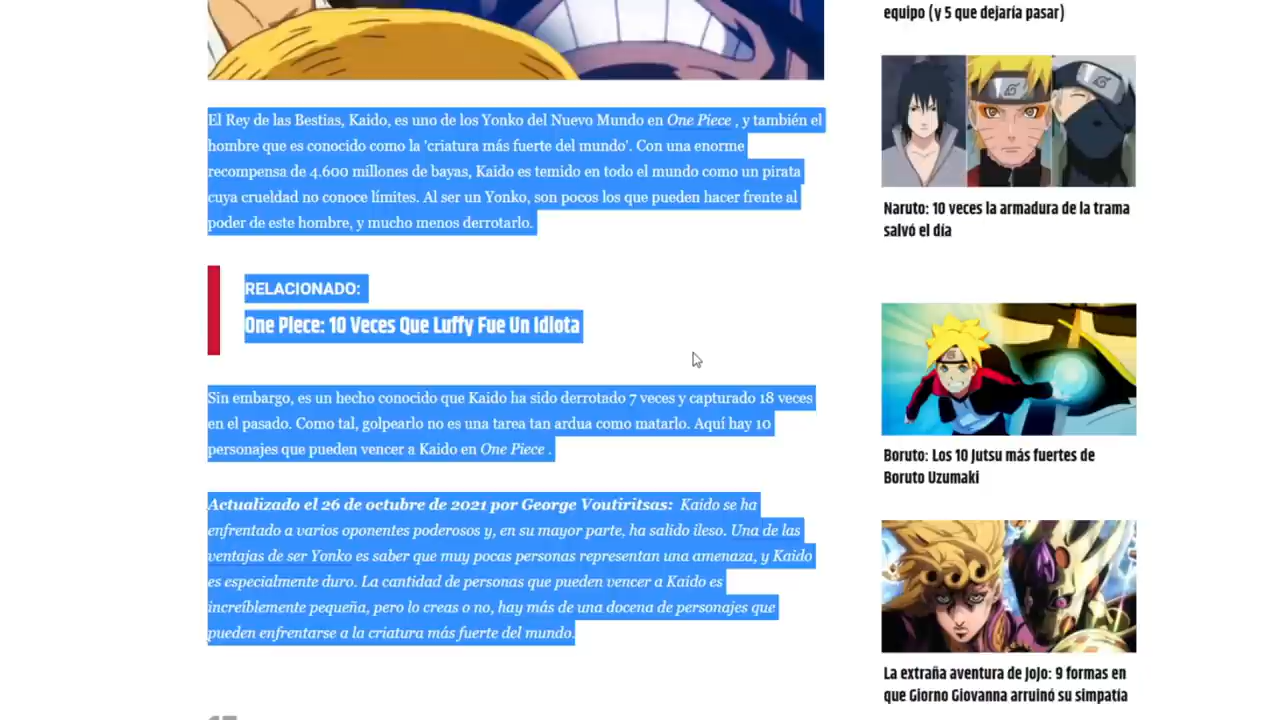 El Rey de las Bestias, Kaido, es uno de los Yonko del Nuevo Mundo en One Piece , y también el
hombre que es conocido como la 'criatura más fuerte del mundo'. Con una enorme
recompensa de 4.600 millones de bayas, Kaido es temido en todo el mundo como un pirata
cuya crueldad no conoce límites. Al ser un Yonko, son pocos los que pueden hacer frente al
poder de este hombre, y mucho menos derrotarlo.
RELACIONADO:
One Piece: 10 Veces Que Luffy Fue Un Idiota
Sin embargo, es un hecho conocido que Kaido ha sido derrotado 7 veces y capturado 18 veces
en el pasado. Como tal, golpearlo no es una tarea tan ardua como matarlo. Aquí hay 10
personajes que pueden vencer a Kaido en One Piece .
Actualizado el 26 de octubre de 2021 por George Voutiritsas: Kaido se ha
enfrentado a varios oponentes poderosos y, en su mayor parte, ha salido ileso. Una de las
ventajas de ser Yonko es saber que muy pocas personas representan una amenaza, y Kaido
es especialmente duro. La cantidad de personas que pueden vencer a Kaido es
increíblemente pequeña, pero lo creas o no, hay más de una docena de personajes que
pueden enfrentarse a la criatura más fuerte del mundo.
equipo (y 5 que dejaría pasar)
Naruto: 10 veces la armadura de la trama
salvó el día
Boruto: Los 10 Jutsu más fuertes de
Boruto Uzumaki
La extraña aventura de JoJo: 9 formas en
que Giorno Giovanna arruinó su simpatía